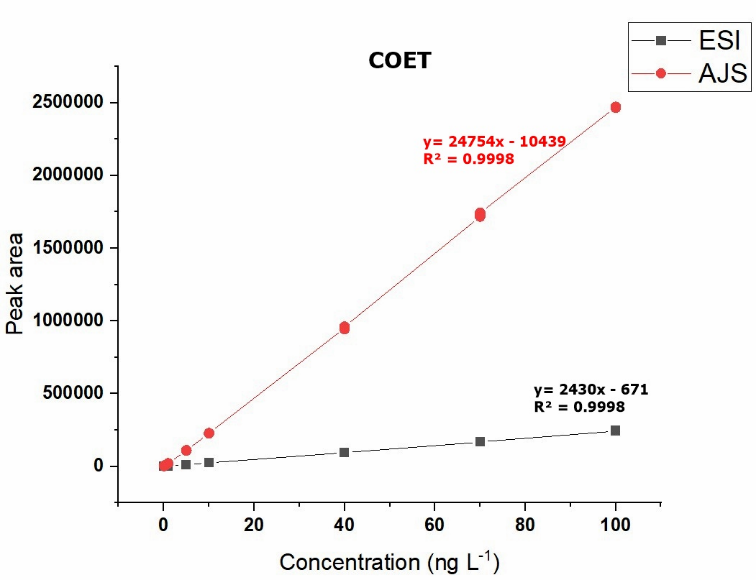 COET
ESI
AJS
y= 24754x - 10439
R² = 0.9998
y= 2430x - 671
R² = 0.9998
Peak area
2500000
2000000
1500000
1000000
500000
0
0 20 40 60 80 100
Concentration (ng L⁻¹)